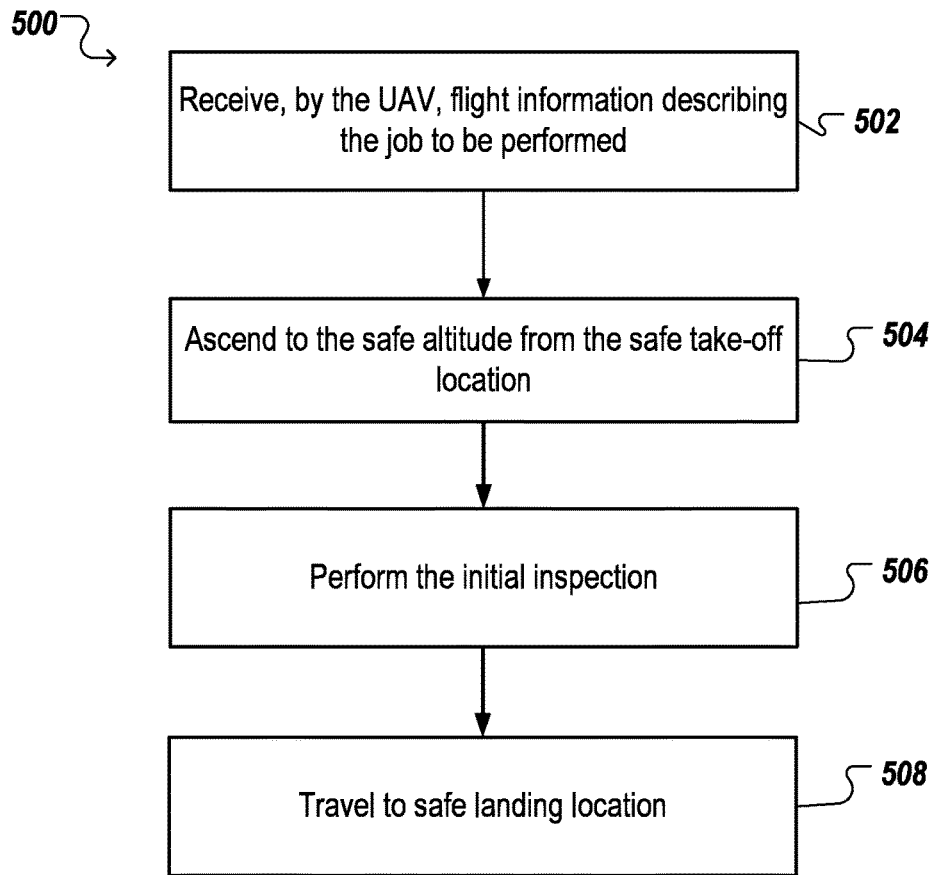 500
Receive, by the UAV, flight information describing
the job to be performed
502
Ascend to the safe altitude from the safe take-off
location
504
Perform the initial inspection
506
Travel to safe landing location
508